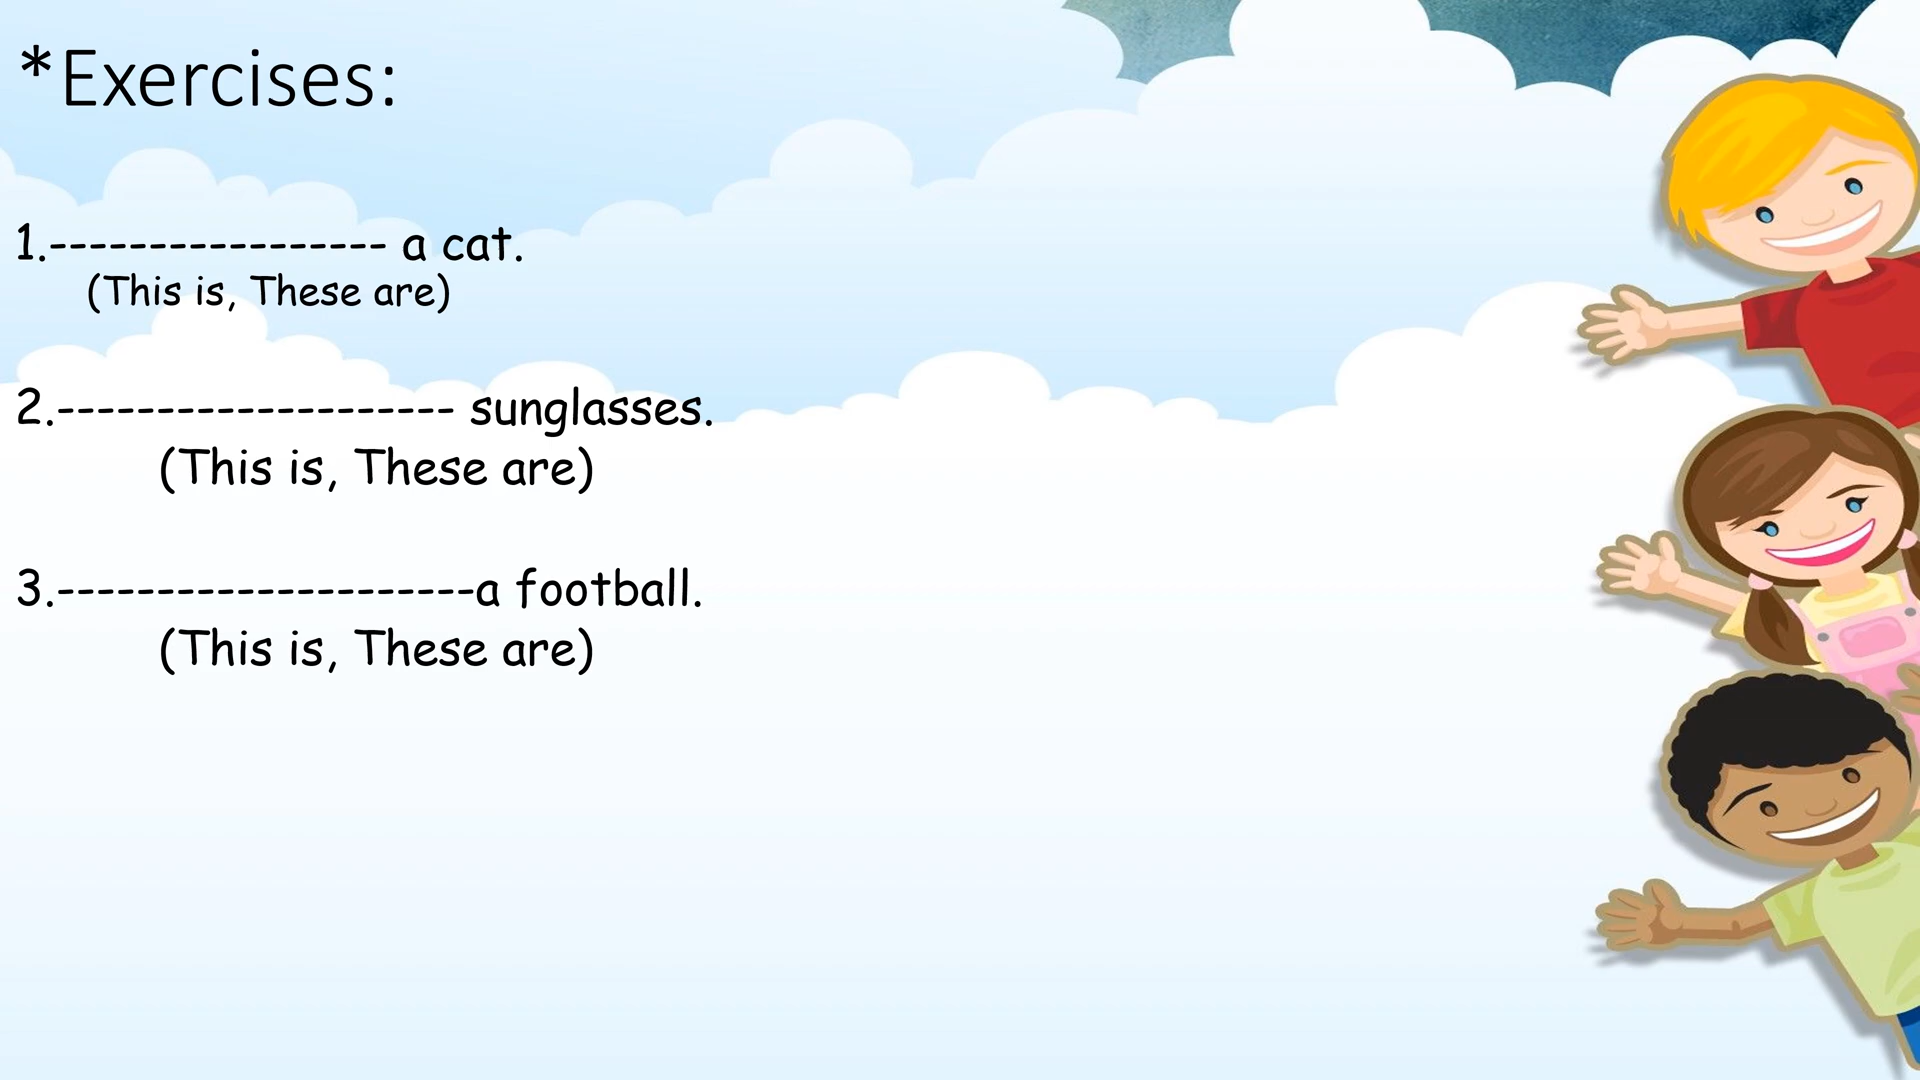 *Exercises:
1.----------------- a cat.
(This is, These are)
2.-------------------- sunglasses.
(This is, These are)
3.---------------------a football.
(This is, These are)